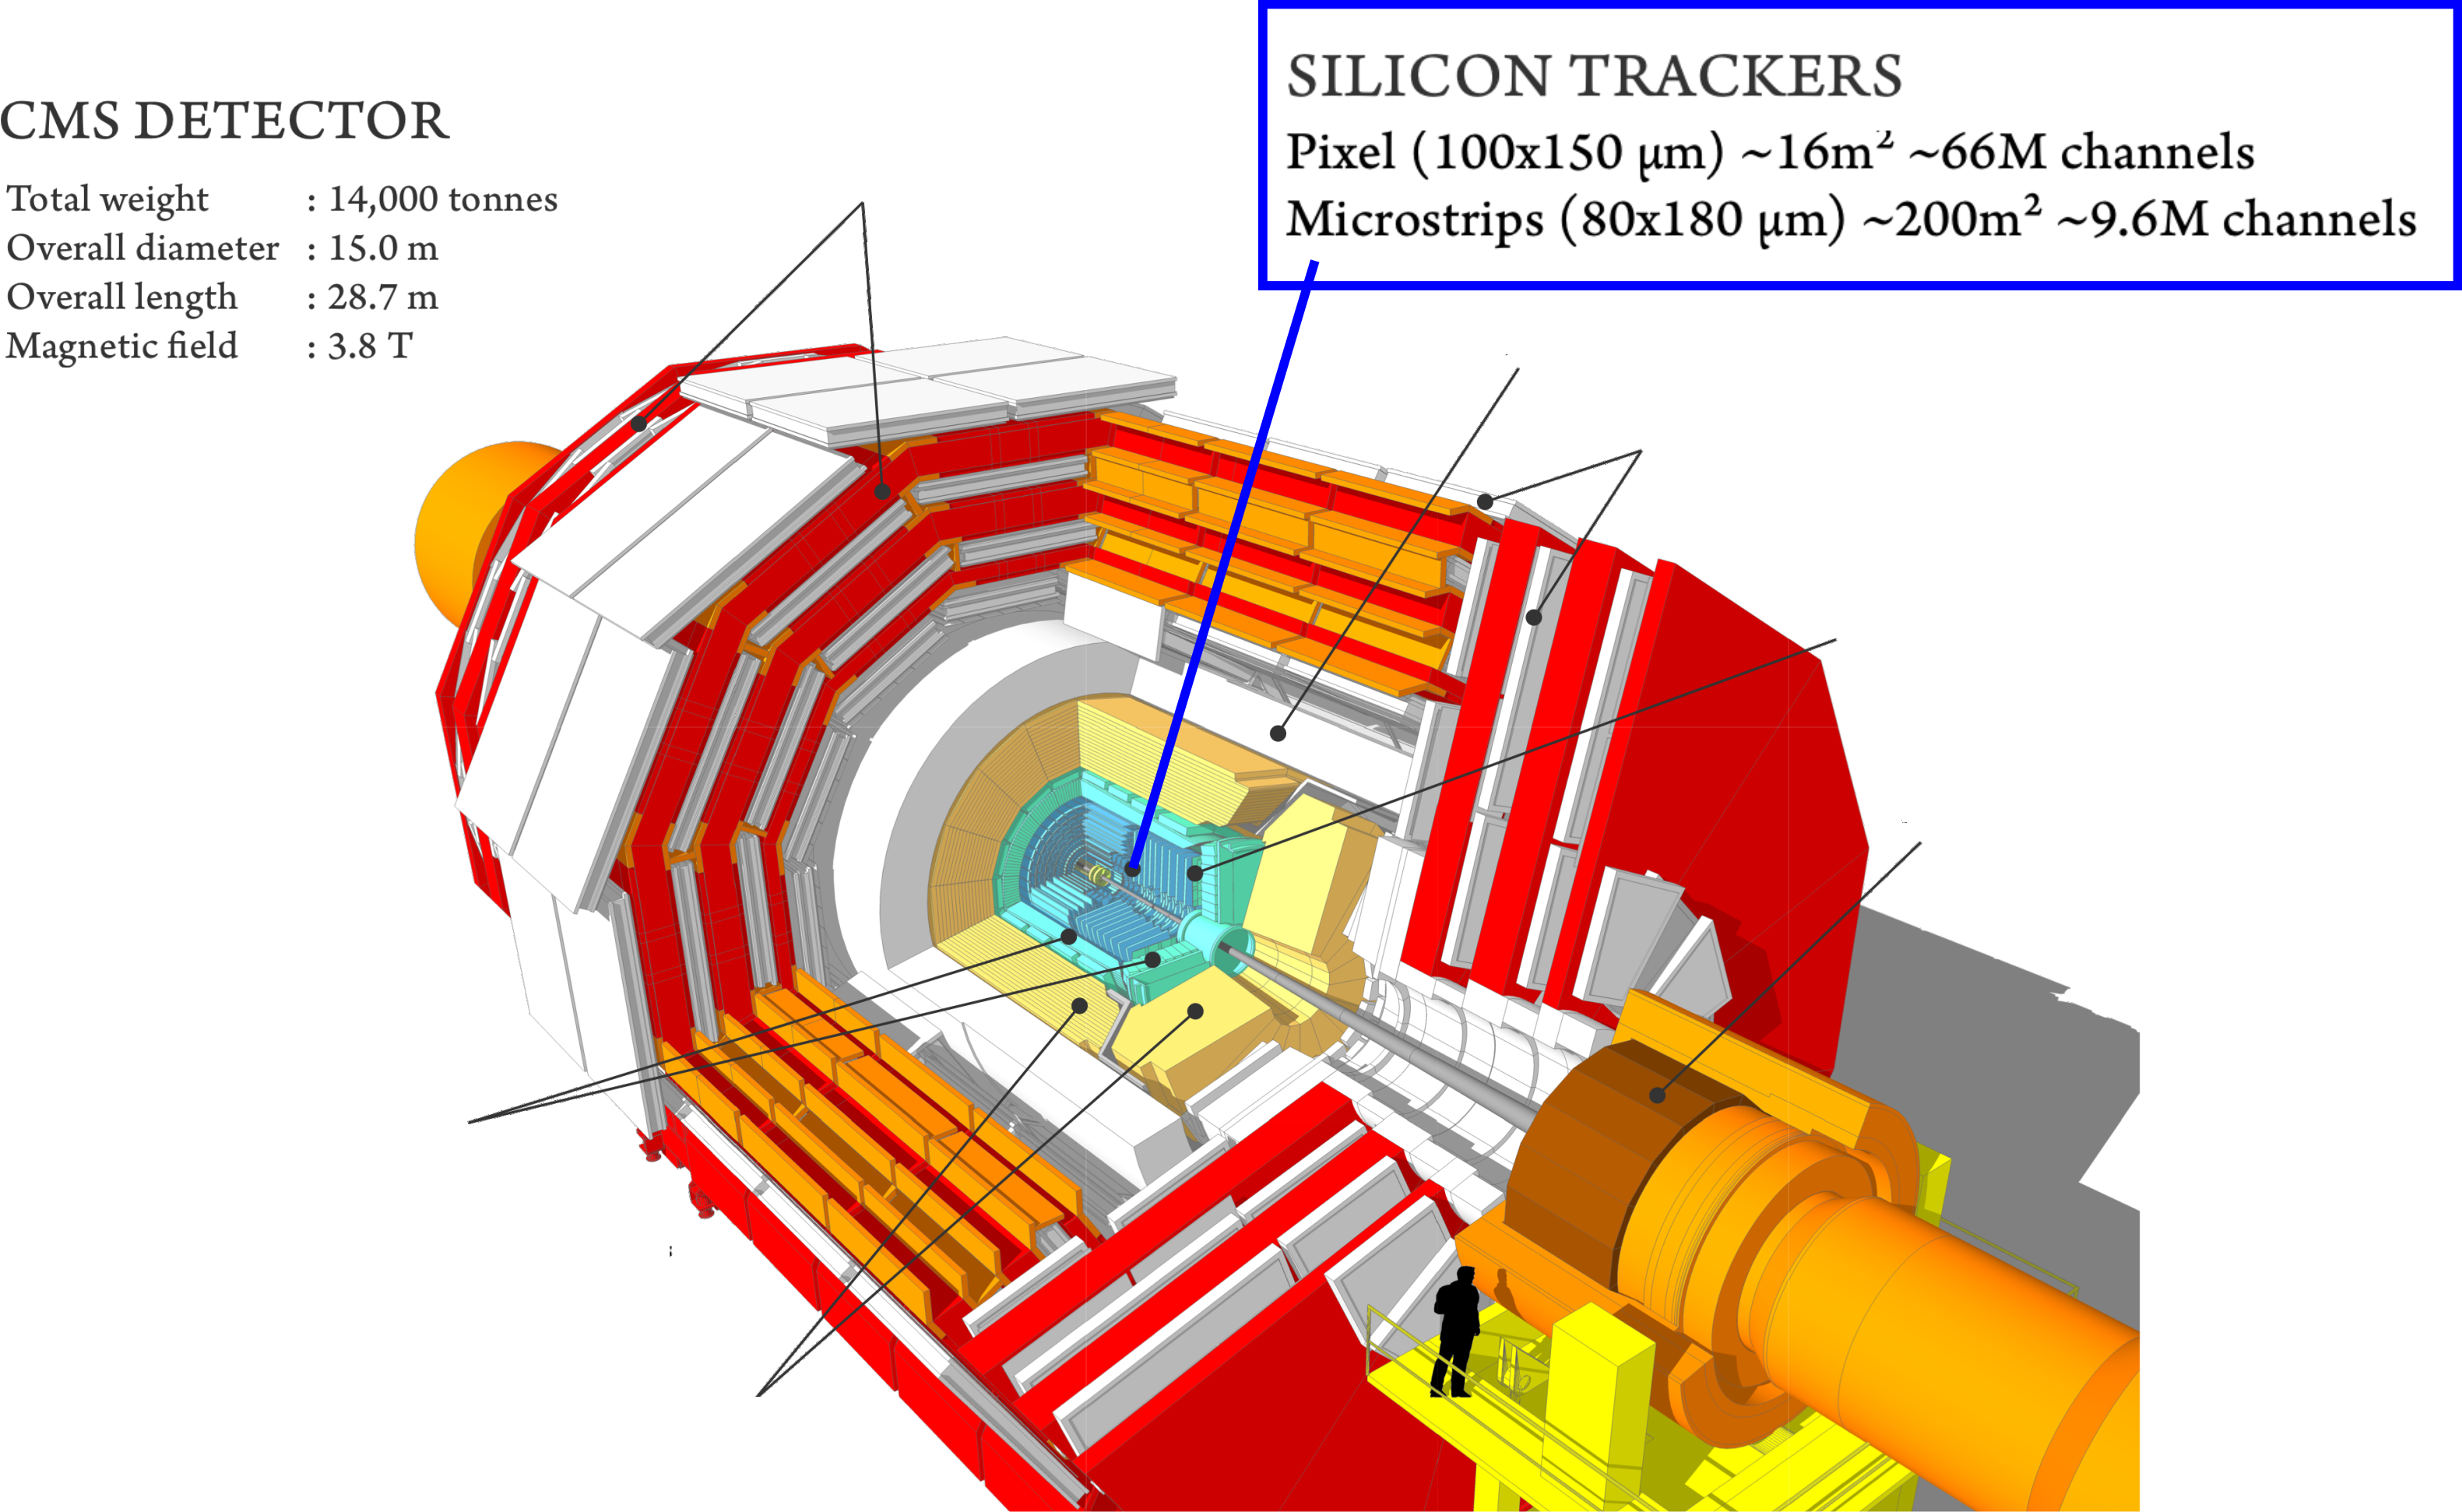 CMS DETECTOR
Total weight : 14,000 tonnes
Overall diameter : 15.0 m
Overall length : 28.7 m
Magnetic field : 3.8 T
SILICON TRACKERS
Pixel (100x150 μm) ~16m² ~66M channels
Microstrips (80x180 μm) ~200m² ~9.6M channels